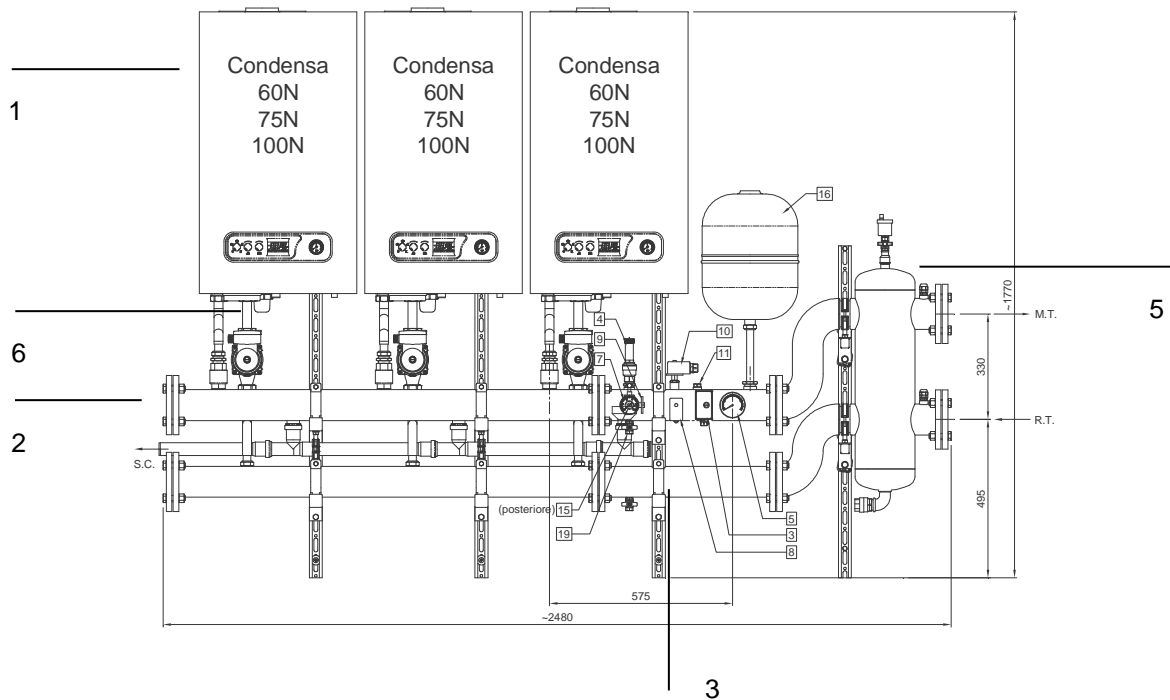 Condensa
60N
75N
100N
Condensa
60N
75N
100N
Condensa
60N
75N
100N
1
16
~1770
5
M.T.
4
10
6
9
11
330
7
2
R.T.
S.C.
495
(posteriore)
15
5
19
3
8
575
~2480
3